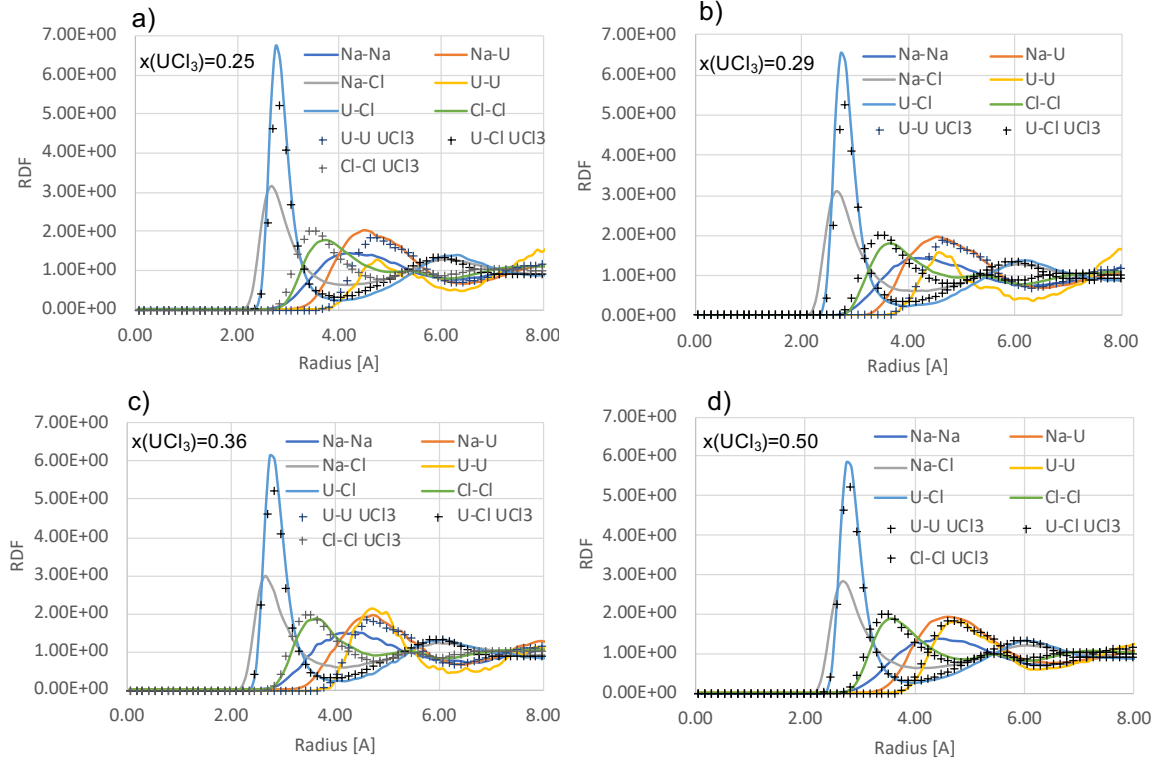 a)
7.00E+00
6.00E+00
5.00E+00
4.00E+00
3.00E+00
2.00E+00
1.00E+00
0.00E+00
RDF
x(UCl₃)=0.25
Na-Na Na-U
Na-Cl U-U
U-Cl Cl-Cl
U-U UCl3 U-Cl UCl3
Cl-Cl UCl3
0.00 2.00 4.00 6.00 8.00
Radius [A]
b)
7.00E+00
6.00E+00
5.00E+00
4.00E+00
3.00E+00
2.00E+00
1.00E+00
0.00E+00
RDF
x(UCl₃)=0.29
Na-Na Na-U
Na-Cl U-U
U-Cl Cl-Cl
U-U UCl3 U-Cl UCl3
0.00 2.00 4.00 6.00 8.00
Radius [A]
c)
7.00E+00
6.00E+00
5.00E+00
4.00E+00
3.00E+00
2.00E+00
1.00E+00
0.00E+00
RDF
x(UCl₃)=0.36
Na-Na Na-U
Na-Cl U-U
U-Cl Cl-Cl
U-U UCl3 U-Cl UCl3
Cl-Cl UCl3
0.00 2.00 4.00 6.00 8.00
Radius [A]
d)
7.00E+00
6.00E+00
5.00E+00
4.00E+00
3.00E+00
2.00E+00
1.00E+00
0.00E+00
RDF
x(UCl₃)=0.50
Na-Na Na-U
Na-Cl U-U
U-Cl Cl-Cl
U-U UCl3 U-Cl UCl3
Cl-Cl UCl3
0.00 2.00 4.00 6.00 8.00
Radius [A]